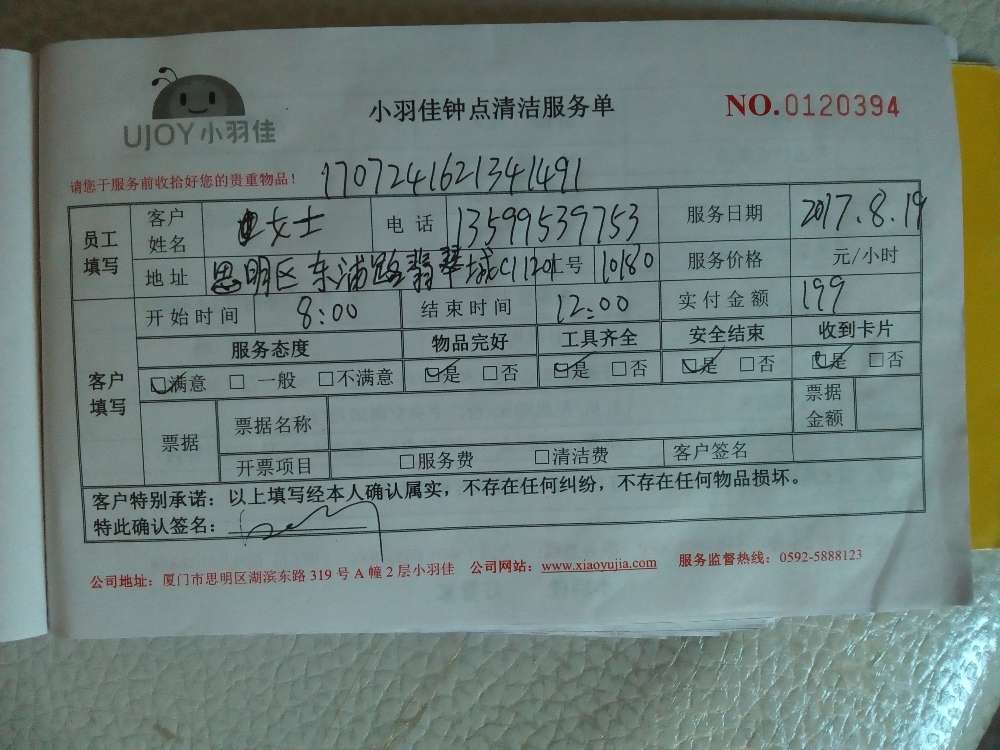 UJOY小羽佳
小羽佳钟点清洁服务单
NO.0120394
请您于服务前收拾好您的贵重物品！
1707241621341491
员工填写 客户姓名 女士 电话 13599539753 服务日期 2017.8.19
地址 思明区东浦路翡翠城C1 1201 工号 10180 服务价格 元/小时
开始时间 8:00 结束时间 12:00 实付金额 199
客户填写 服务态度 物品完好 工具齐全 安全结束 收到卡片
☑满意 □ 一般 □不满意 ☑是 □否 ☑是 □否 ☑是 □否 ☑是 □否
票据 票据名称 票据金额
开票项目 □服务费 □清洁费 客户签名
客户特别承诺：以上填写经本人确认属实，不存在任何纠纷，不存在任何物品损坏。
特此确认签名：
公司地址：厦门市思明区湖滨东路 319 号 A 幢 2 层小羽佳 公司网站：www.xiaoyujia.com 服务监督热线：0592-5888123